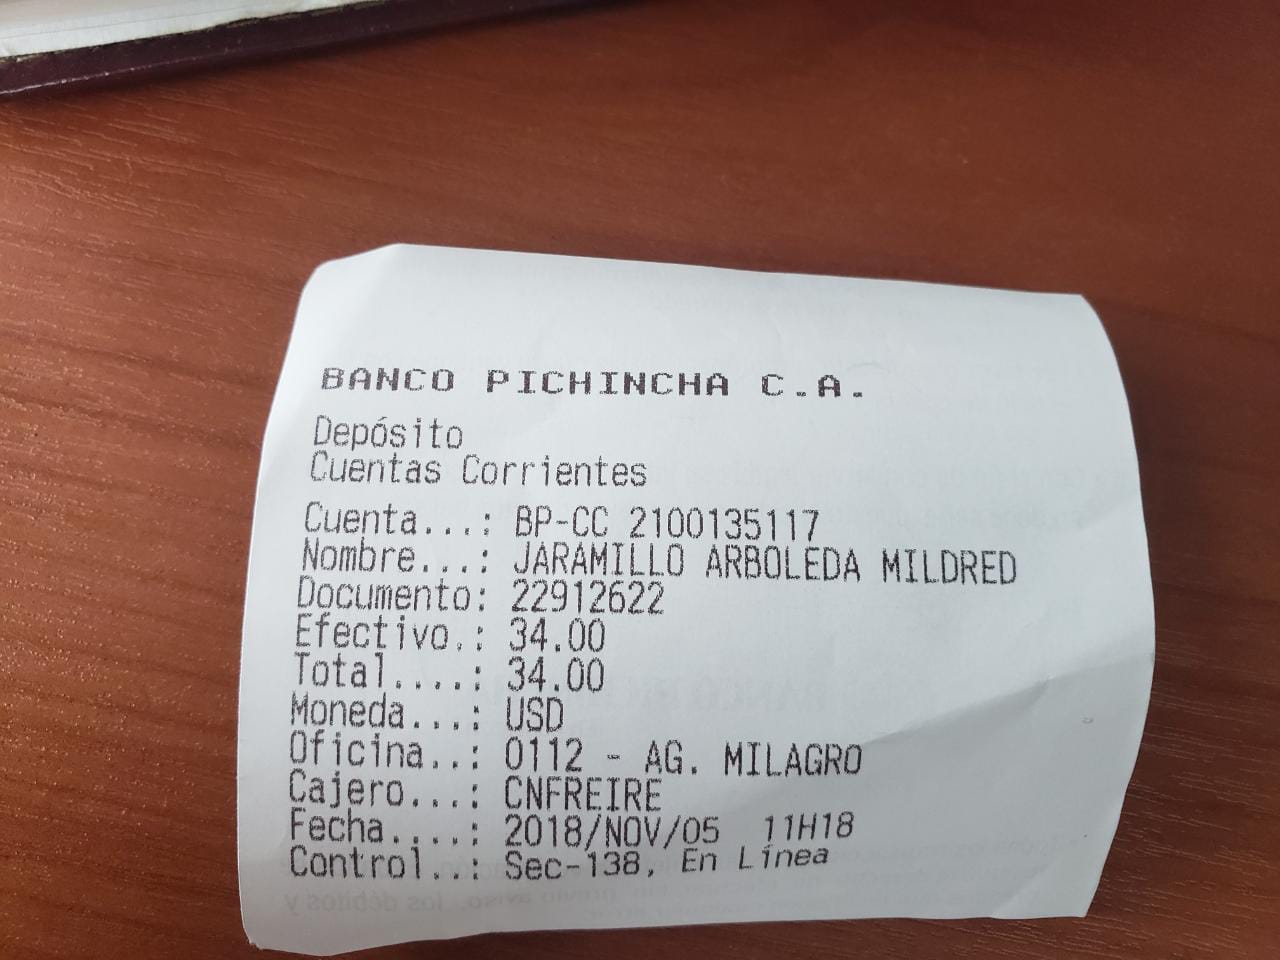 BANCO PICHINCHA C.A.
Depósito
Cuentas Corrientes
Cuenta...: BP-CC 2100135117
Nombre...: JARAMILLO ARBOLEDA MILDRED
Documento: 22912622
Efectivo.: 34.00
Total....: 34.00
Moneda...: USD
Oficina..: 0112 - AG. MILAGRO
Cajero...: CNFREIRE
Fecha....: 2018/NOV/05 11H18
Control..: Sec-138, En Línea